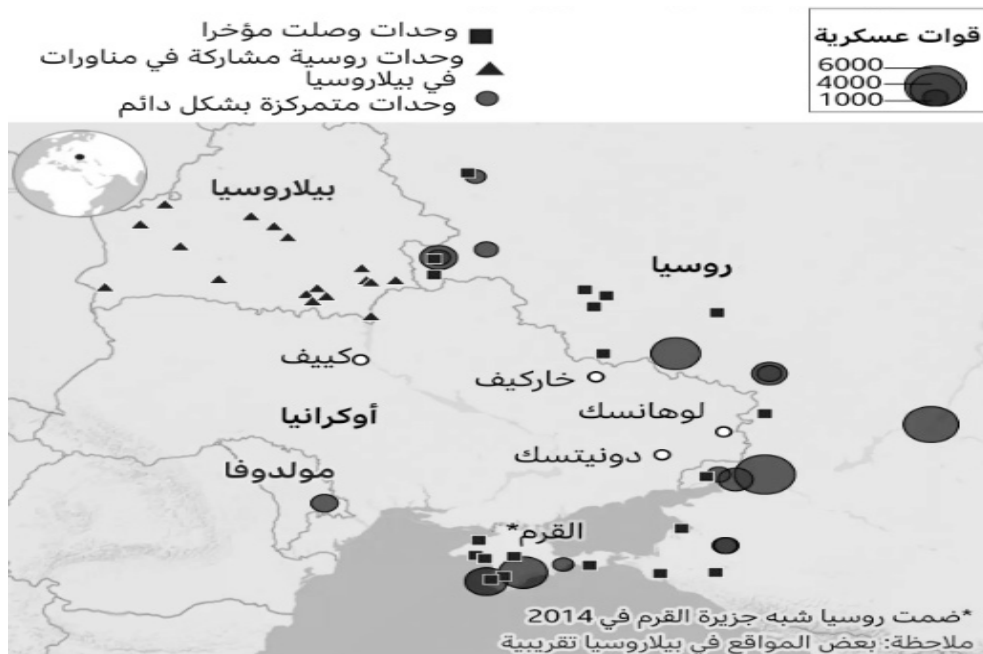 وحدات وصلت مؤخرا
وحدات روسية مشاركة في مناورات
في بيلاروسيا
وحدات متمركزة بشكل دائم
قوات عسكرية
6000
4000
1000
بيلاروسيا
روسيا
كييف
خاركيف
أوكرانيا
لوهانسك
دونيتسك
مولدوفا
القرم*
*ضمت روسيا شبه جزيرة القرم في 2014
ملاحظة: بعض المواقع في بيلاروسيا تقريبية